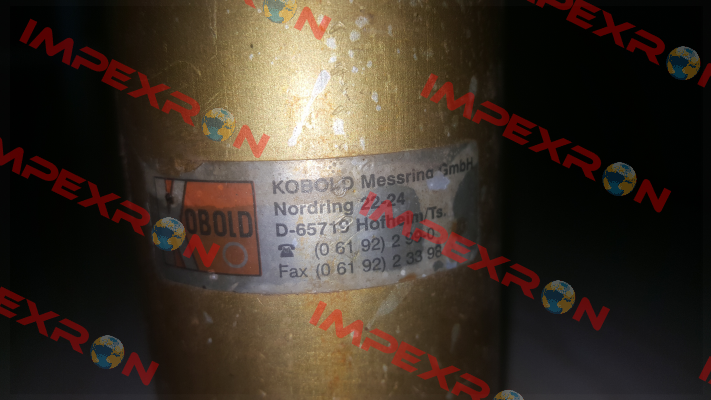 KOBOLD
KOBOLD Messring GmbH
Nordring 22-24
D-65719 Hofheim/Ts.
☎ (0 61 92) 2 99-0
Fax (0 61 92) 2 33 98
IMPEXRON
IMPEXRON
IMPEXRON
IMPEXRON
IMPEXRON
IMPEXRON